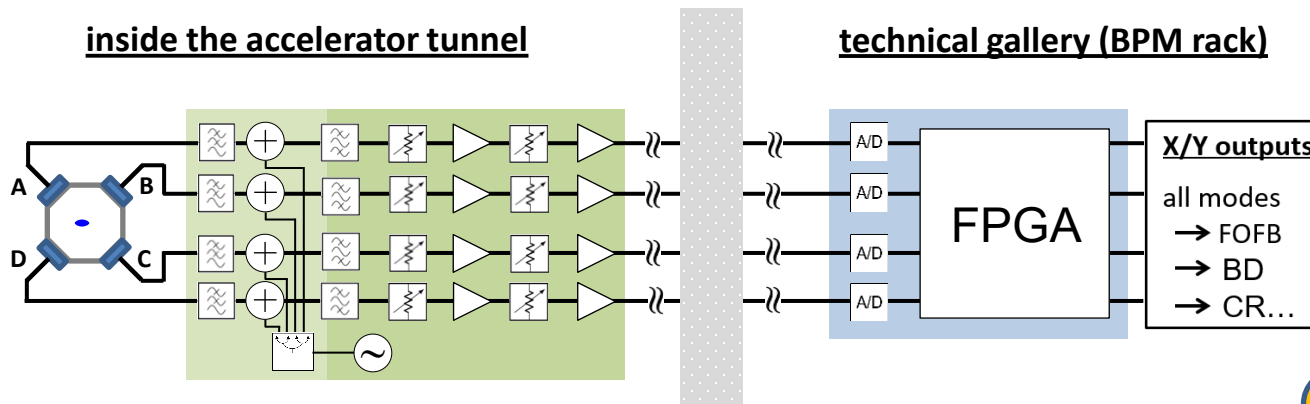 inside the accelerator tunnel
technical gallery (BPM rack)
A
B
D
C
A/D
A/D
A/D
A/D
FPGA
X/Y outputs
all modes
→ FOFB
→ BD
→ CR...